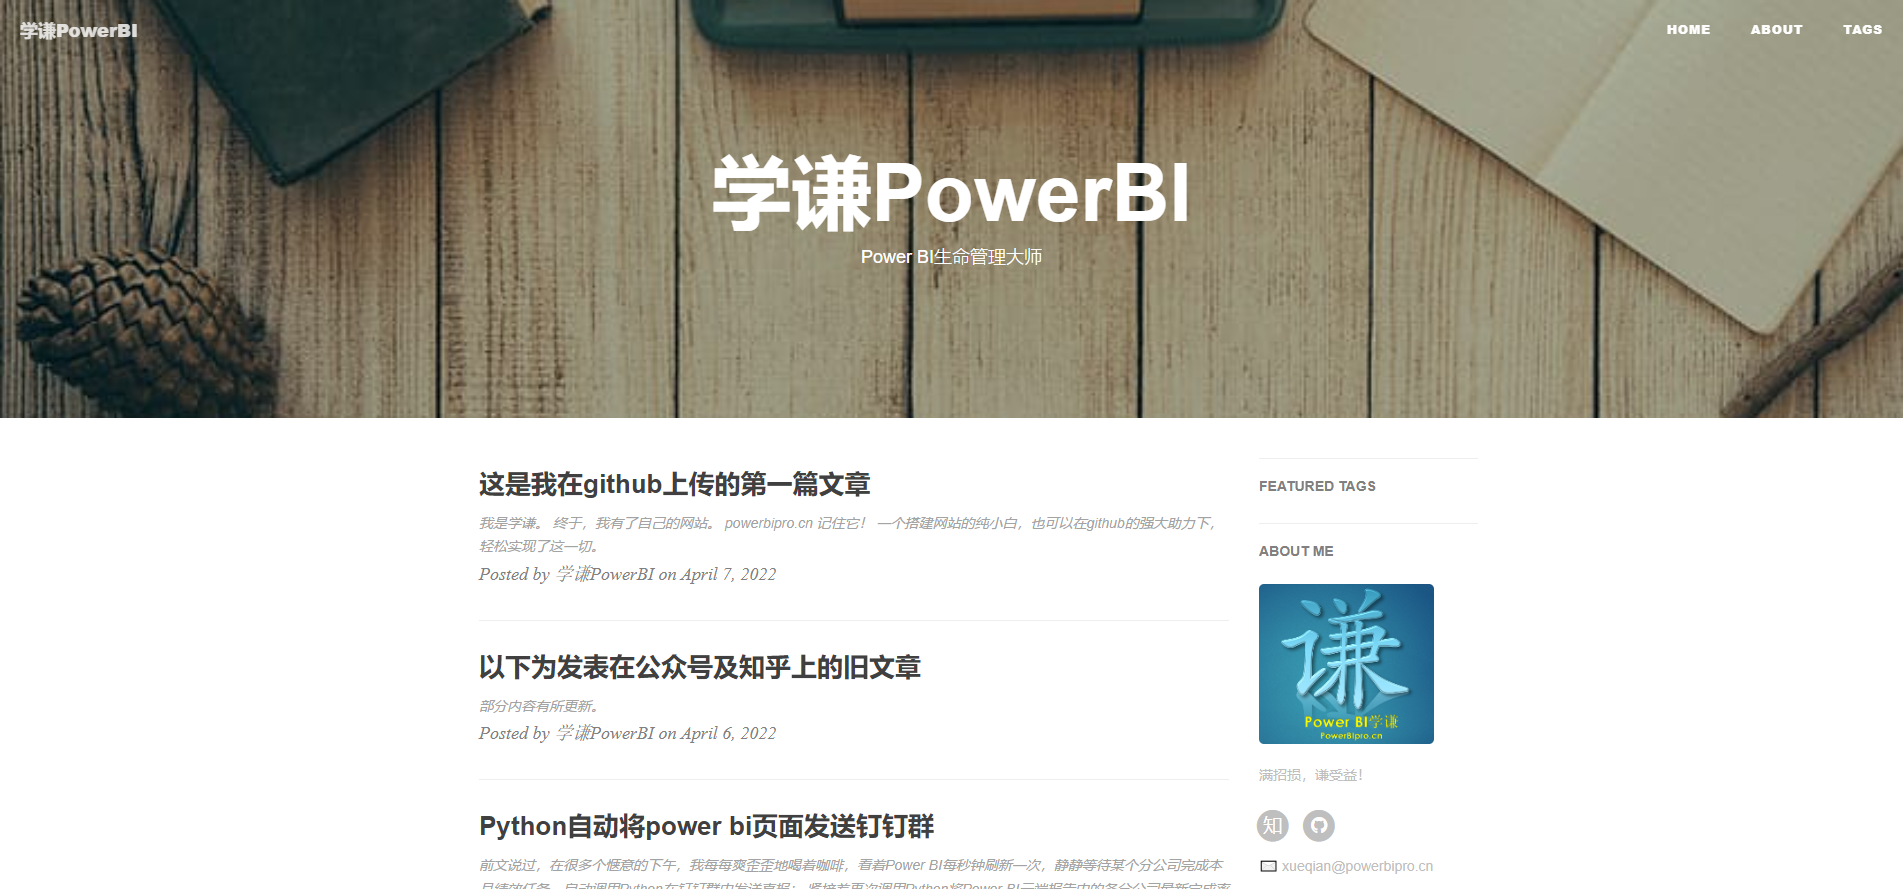 学谦PowerBI
HOME ABOUT TAGS
学谦PowerBI
Power BI生命管理大师
这是我在github上传的第一篇文章
我是学谦。 终于，我有了自己的网站。 powerbipro.cn 记住它！ 一个搭建网站的纯小白，也可以在github的强大助力下，
轻松实现了这一切。
Posted by 学谦PowerBI on April 7, 2022
以下为发表在公众号及知乎上的旧文章
部分内容有所更新。
Posted by 学谦PowerBI on April 6, 2022
Python自动将power bi页面发送钉钉群
前文说过，在很多个惬意的下午，我每每爽歪歪地喝着咖啡，看着Power BI每秒钟刷新一次，静静等待某个分公司完成本
FEATURED TAGS
ABOUT ME
谦
Power BI学谦
PowerBIpro.cn
满招损，谦受益！
知
xueqian@powerbipro.cn